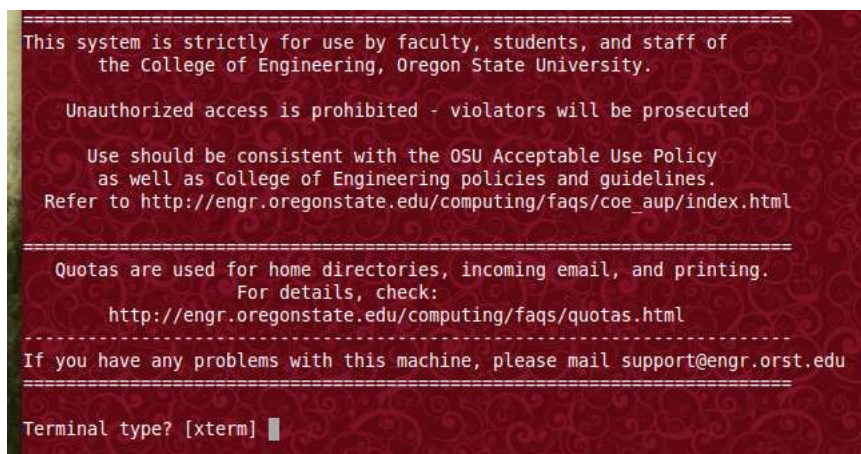 ========================================================================
This system is strictly for use by faculty, students, and staff of
the College of Engineering, Oregon State University.
Unauthorized access is prohibited - violators will be prosecuted
Use should be consistent with the OSU Acceptable Use Policy
as well as College of Engineering policies and guidelines.
Refer to http://engr.oregonstate.edu/computing/faqs/coe_aup/index.html
========================================================================
Quotas are used for home directories, incoming email, and printing.
For details, check:
http://engr.oregonstate.edu/computing/faqs/quotas.html
------------------------------------------------------------------------
If you have any problems with this machine, please mail support@engr.orst.edu
========================================================================
Terminal type? [xterm]